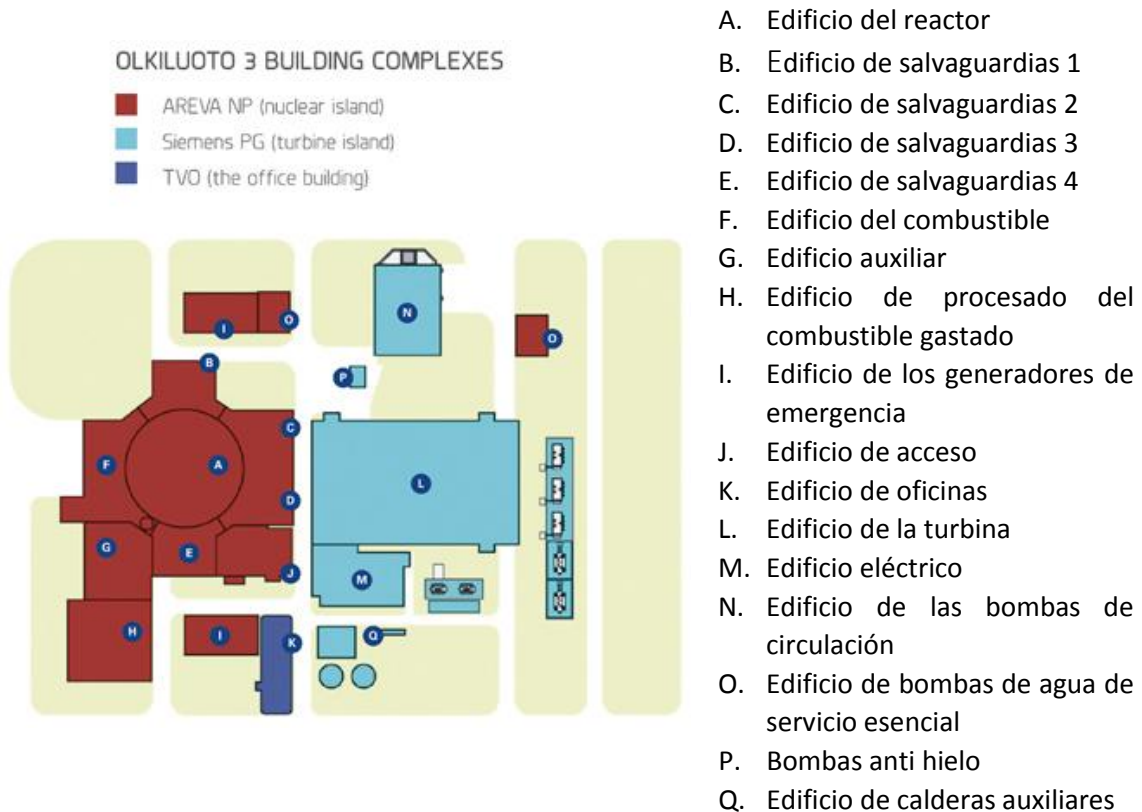 OLKILUOTO 3 BUILDING COMPLEXES
AREVA NP (nuclear island)
Siemens PG (turbine island)
TVO (the office building)
N
I
O
O
B
P
C
F
A
L
D
G
E
J
M
H
I
K
Q
A. Edificio del reactor
B. Edificio de salvaguardias 1
C. Edificio de salvaguardias 2
D. Edificio de salvaguardias 3
E. Edificio de salvaguardias 4
F. Edificio del combustible
G. Edificio auxiliar
H. Edificio de procesado del
combustible gastado
I. Edificio de los generadores de
emergencia
J. Edificio de acceso
K. Edificio de oficinas
L. Edificio de la turbina
M. Edificio eléctrico
N. Edificio de las bombas de
circulación
O. Edificio de bombas de agua de
servicio esencial
P. Bombas anti hielo
Q. Edificio de calderas auxiliares